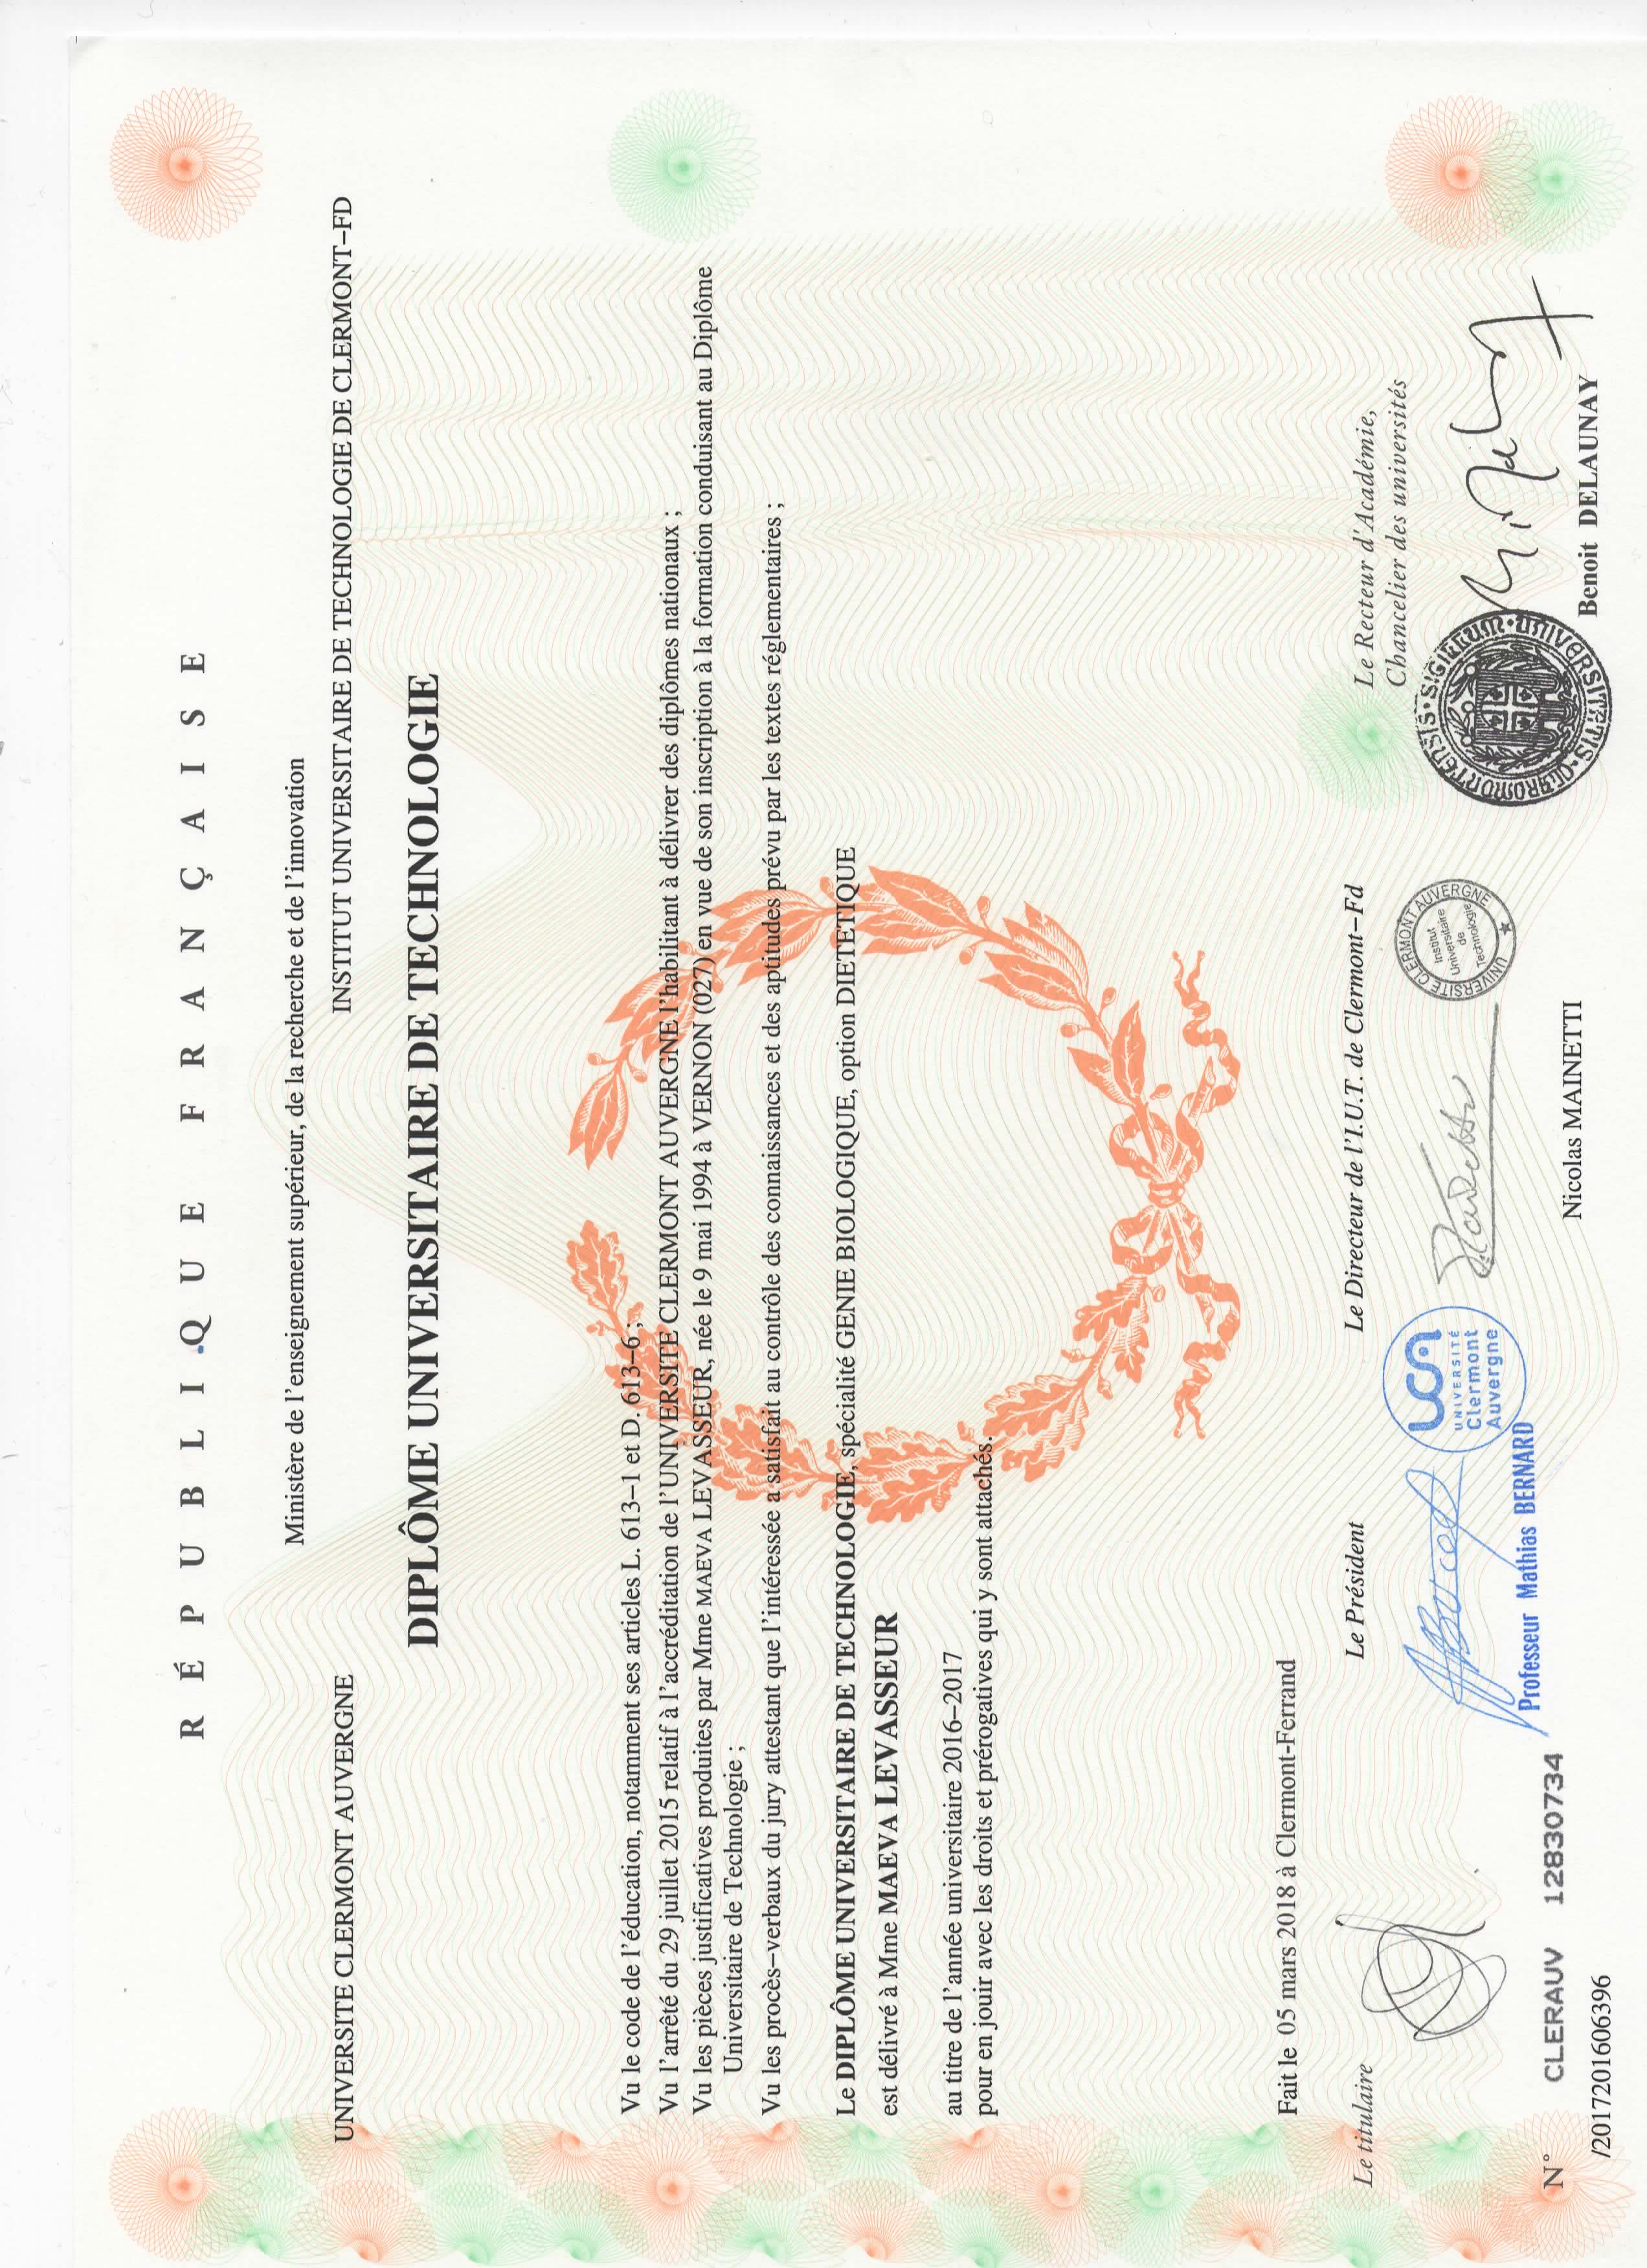 RÉPUBLIQUE FRANÇAISE
Ministère de l'enseignement supérieur, de la recherche et de l'innovation
UNIVERSITE CLERMONT AUVERGNE
INSTITUT UNIVERSITAIRE DE TECHNOLOGIE DE CLERMONT–FD
DIPLÔME UNIVERSITAIRE DE TECHNOLOGIE
Vu le code de l'éducation, notamment ses articles L. 613–1 et D. 613–6 ;
Vu l'arrêté du 29 juillet 2015 relatif à l'accréditation de l'UNIVERSITE CLERMONT AUVERGNE l'habilitant à délivrer des diplômes nationaux ;
Vu les pièces justificatives produites par Mme MAEVA LEVASSEUR, née le 9 mai 1994 à VERNON (027) en vue de son inscription à la formation conduisant au Diplôme
Universitaire de Technologie ;
Vu les procès–verbaux du jury attestant que l'intéressée a satisfait au contrôle des connaissances et des aptitudes prévu par les textes réglementaires ;
Le DIPLÔME UNIVERSITAIRE DE TECHNOLOGIE, spécialité GENIE BIOLOGIQUE, option DIETETIQUE
est délivré à Mme MAEVA LEVASSEUR
au titre de l'année universitaire 2016–2017
pour en jouir avec les droits et prérogatives qui y sont attachés.
Fait le 05 mars 2018 à Clermont-Ferrand
Le titulaire
Le Président
Le Directeur de l'I.U.T. de Clermont–Fd
Le Recteur d'Académie,
Chancelier des universités
UCA
UNIVERSITÉ
Clermont
Auvergne
Professeur Mathias BERNARD
UNIVERSITE CLERMONT AUVERGNE
Institut
Universitaire
de
Technologie
Nicolas MAINETTI
SIGILLUM UNIVERSITATIS CLAROMONTENSIS
Benoit DELAUNAY
N° CLERAUV 12830734
/2017201606396